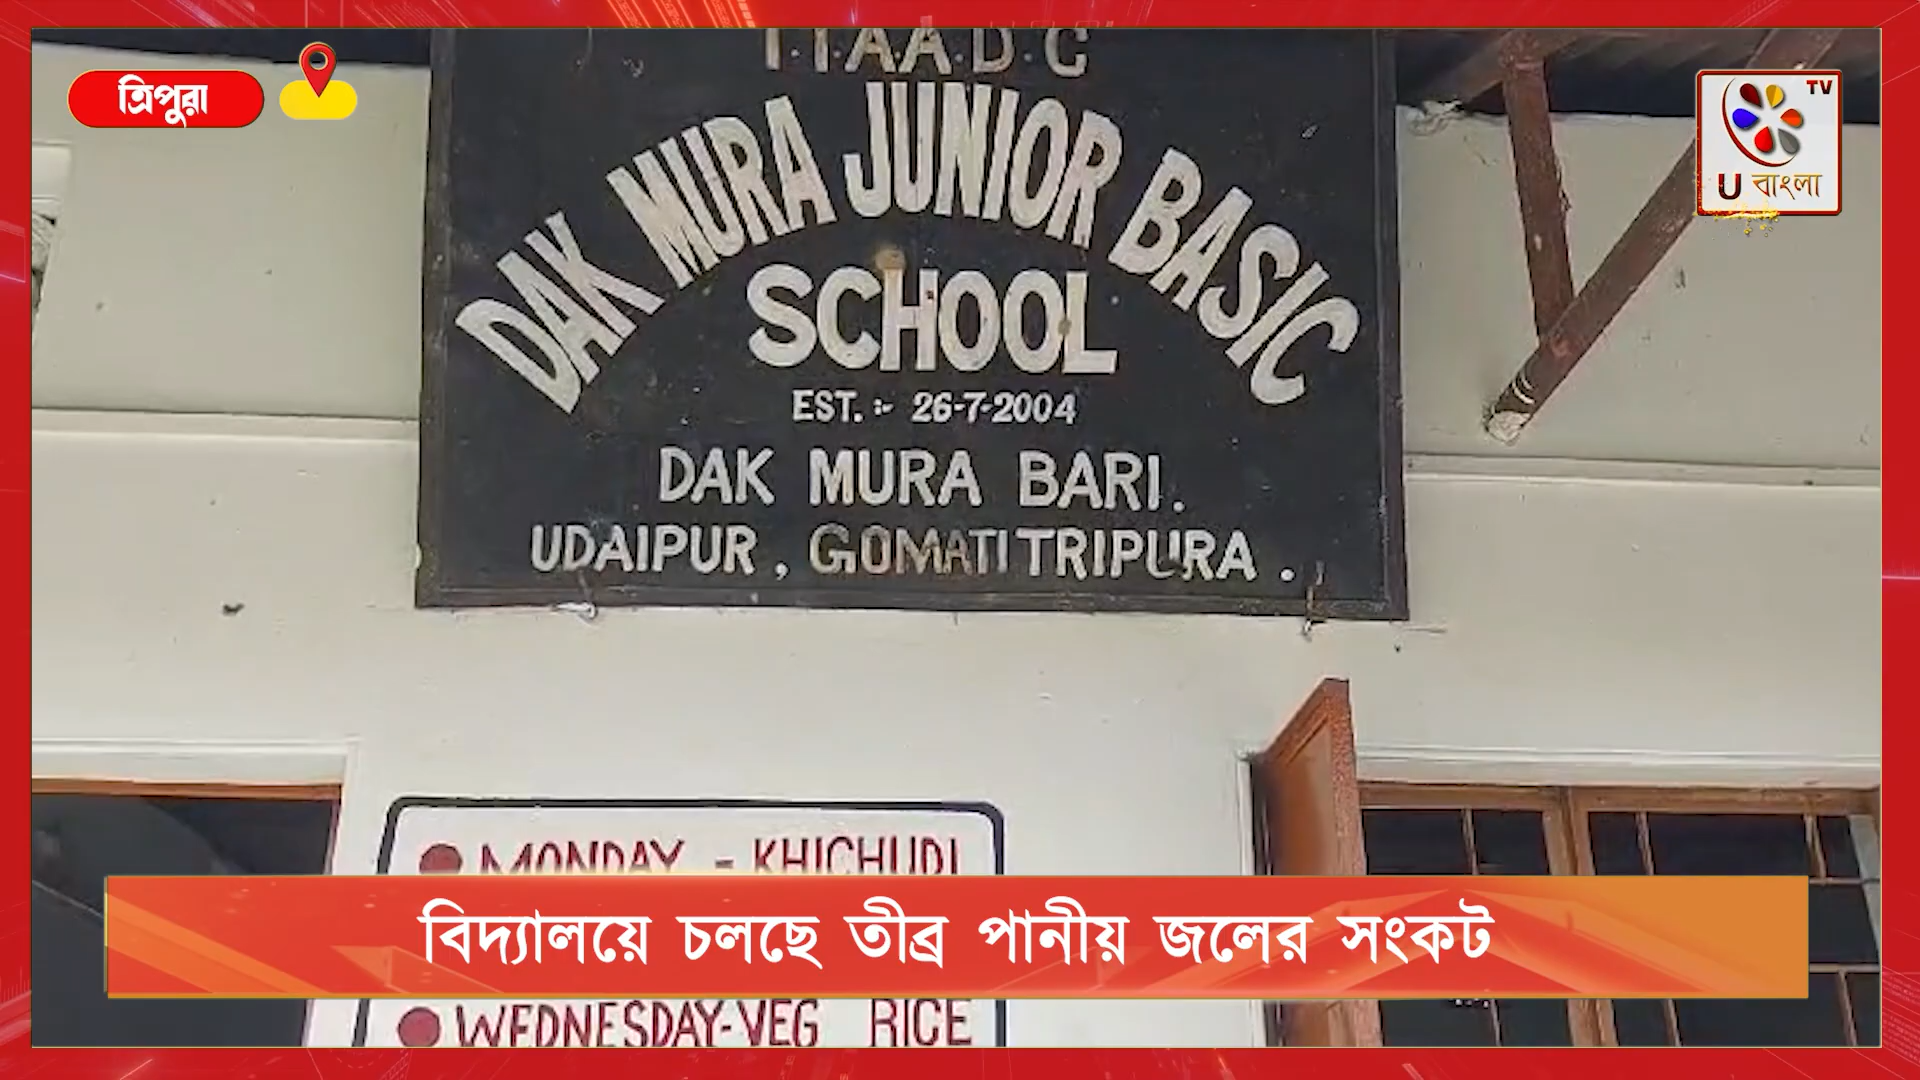 T.T.A.A.D.C
ত্রিপুরা
TV
U বাংলা
DAK MURA JUNIOR BASIC
SCHOOL
EST. :- 26-7-2004
DAK MURA BARI.
UDAIPUR, GOMATI TRIPURA.
MONDAY - KHICHUDI
বিদ্যালয়ে চলছে তীব্র পানীয় জলের সংকট
WEDNESDAY-VEG RICE